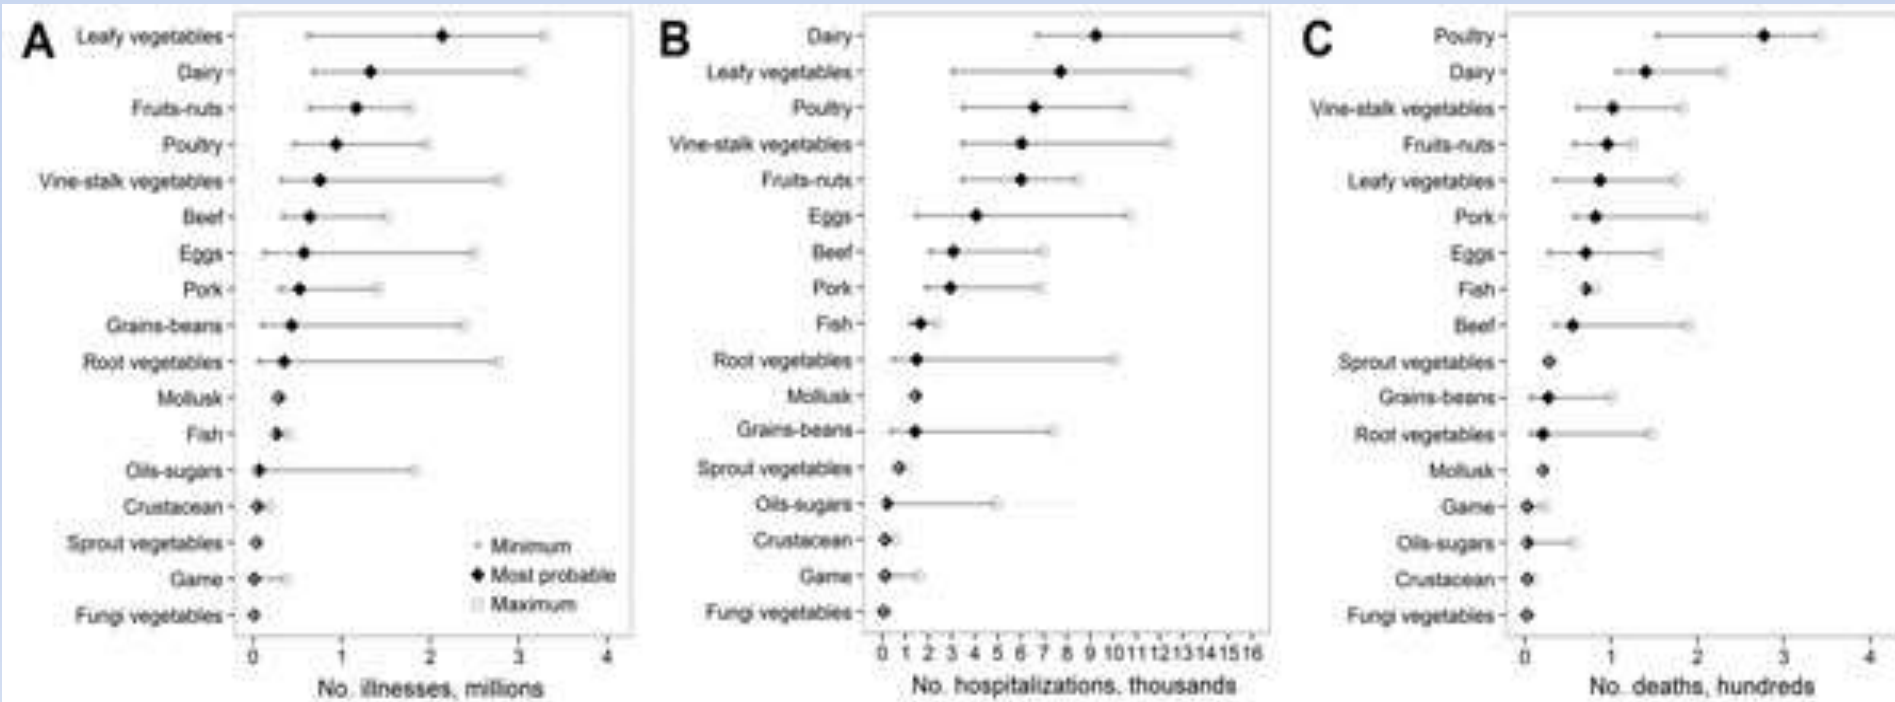 A
Leafy vegetables
Dairy
Fruits-nuts
Poultry
Vine-stalk vegetables
Beef
Eggs
Pork
Grains-beans
Root vegetables
Mollusk
Fish
Oils-sugars
Crustacean
Sprout vegetables
Game
Fungi vegetables
Minimum
Most probable
Maximum
0 1 2 3 4
No. illnesses, millions
B
Dairy
Leafy vegetables
Poultry
Vine-stalk vegetables
Fruits-nuts
Eggs
Beef
Pork
Fish
Root vegetables
Mollusk
Grains-beans
Sprout vegetables
Oils-sugars
Crustacean
Game
Fungi vegetables
0 1 2 3 4 5 6 7 8 9 10 11 12 13 14 15 16
No. hospitalizations, thousands
C
Poultry
Dairy
Vine-stalk vegetables
Fruits-nuts
Leafy vegetables
Pork
Eggs
Fish
Beef
Sprout vegetables
Grains-beans
Root vegetables
Mollusk
Game
Oils-sugars
Crustacean
Fungi vegetables
0 1 2 3 4
No. deaths, hundreds